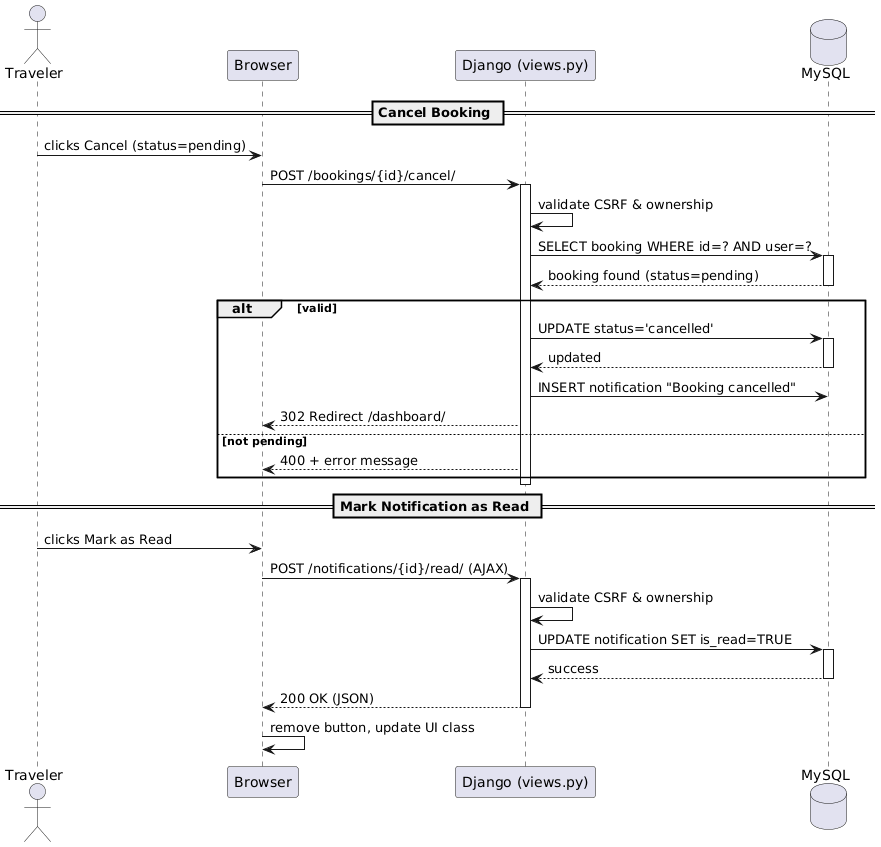 Traveler
Browser
Django (views.py)
MySQL
Cancel Booking
clicks Cancel (status=pending)
POST /bookings/{id}/cancel/
validate CSRF & ownership
SELECT booking WHERE id=? AND user=?
booking found (status=pending)
alt [valid]
UPDATE status='cancelled'
updated
INSERT notification "Booking cancelled"
302 Redirect /dashboard/
[not pending]
400 + error message
Mark Notification as Read
clicks Mark as Read
POST /notifications/{id}/read/ (AJAX)
validate CSRF & ownership
UPDATE notification SET is_read=TRUE
success
200 OK (JSON)
remove button, update UI class
Traveler
Browser
Django (views.py)
MySQL